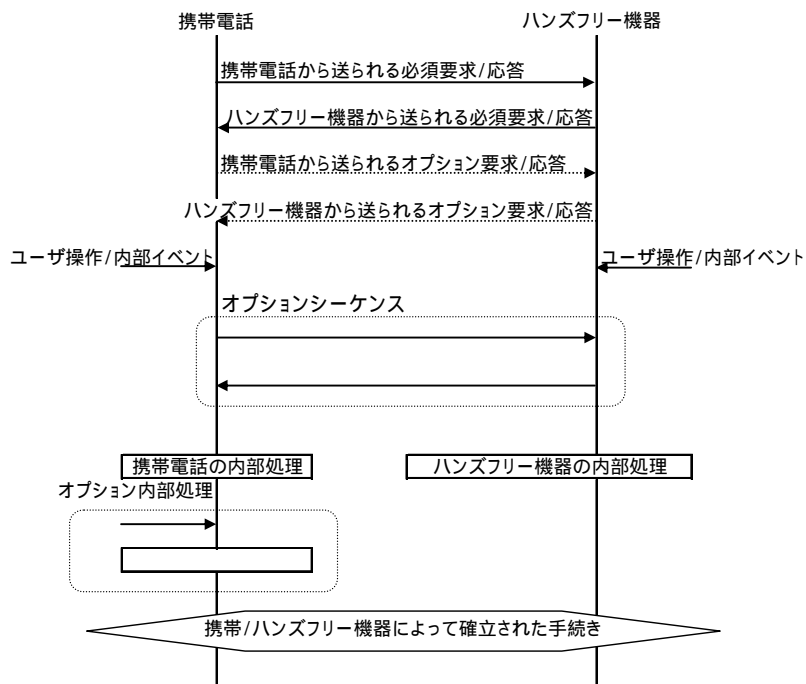 携帯電話
ハンズフリー機器
携帯電話から送られる必須要求/応答
ハンズフリー機器から送られる必須要求/応答
携帯電話から送られるオプション要求/応答
ハンズフリー機器から送られるオプション要求/応答
ユーザ操作/内部イベント
ユーザ操作/内部イベント
オプションシーケンス
携帯電話の内部処理
ハンズフリー機器の内部処理
オプション内部処理
携帯/ハンズフリー機器によって確立された手続き